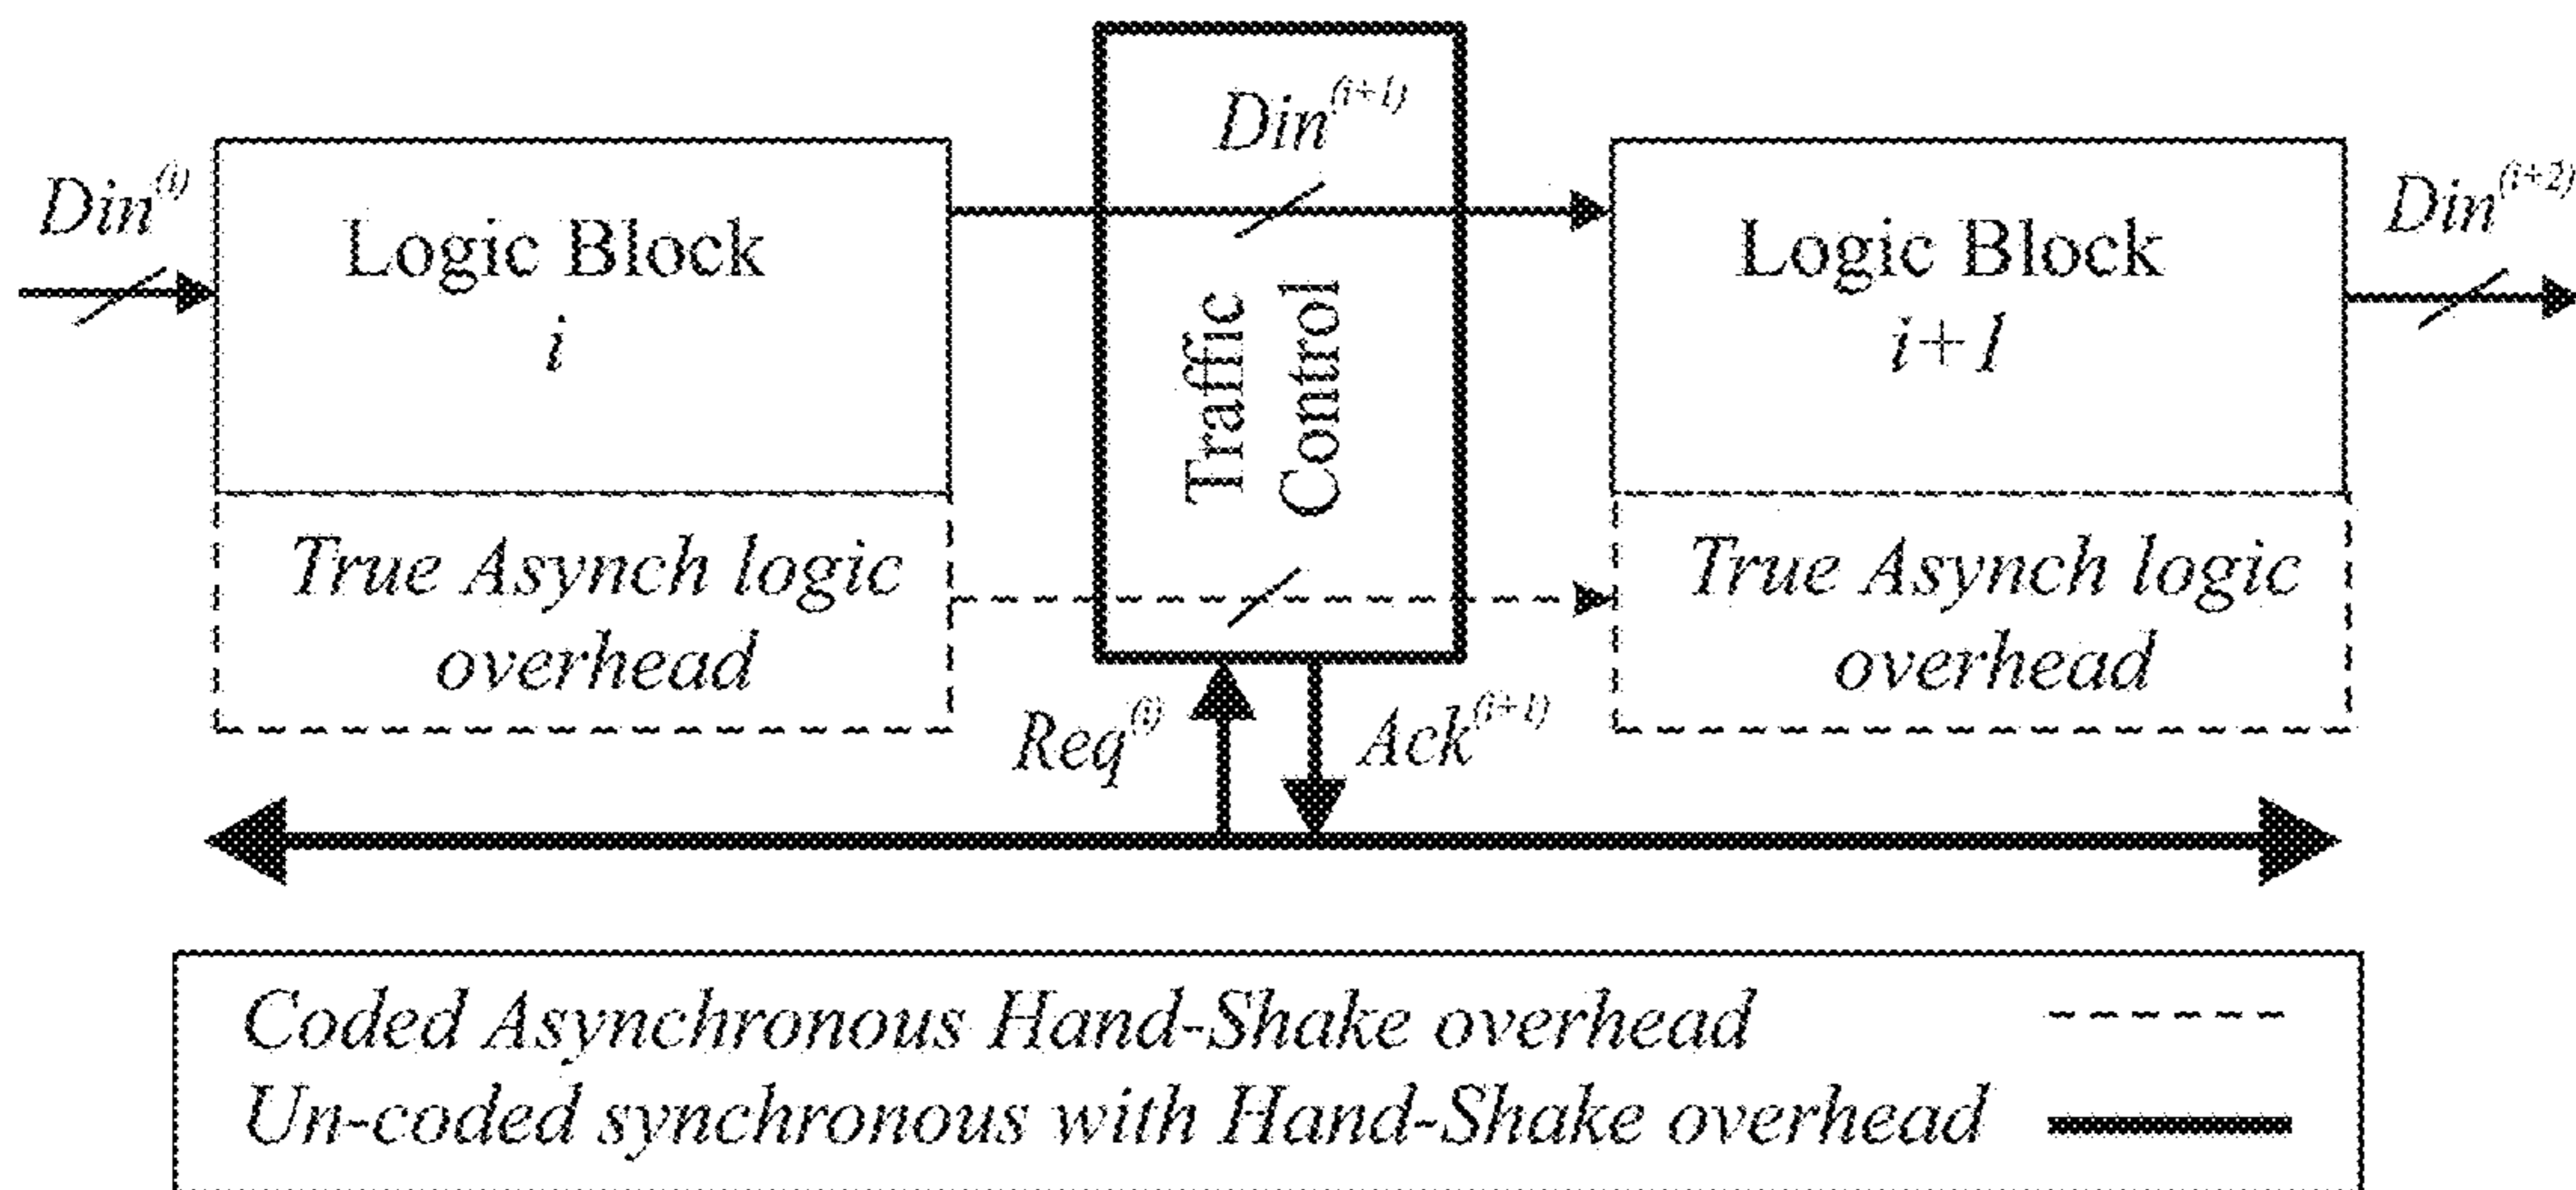 Din(i)
Logic Block
i
Din(i+1)
Traffic
Control
Logic Block
i+1
Din(i+2)
True Asynch logic
overhead
True Asynch logic
overhead
Req(i)
Ack(i+1)
Coded Asynchronous Hand-Shake overhead
Un-coded synchronous with Hand-Shake overhead